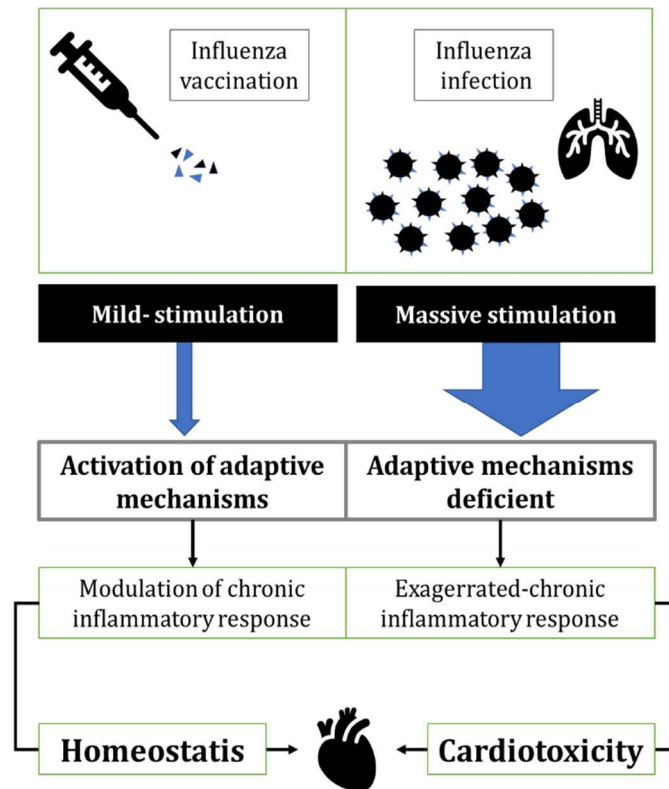 Influenza
vaccination
Influenza
infection
Mild- stimulation
Massive stimulation
Activation of adaptive
mechanisms
Adaptive mechanisms
deficient
Modulation of chronic
inflammatory response
Exagerrated-chronic
inflammatory response
Homeostatis
Cardiotoxicity